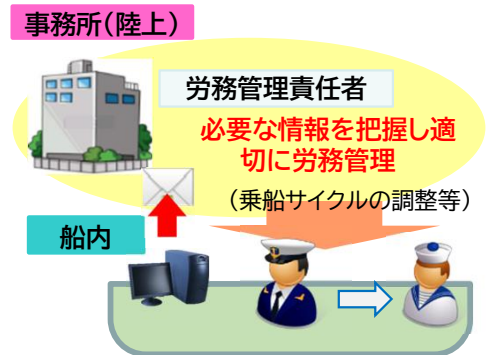 事務所(陸上)
労務管理責任者
必要な情報を把握し適
切に労務管理
(乗船サイクルの調整等)
船内